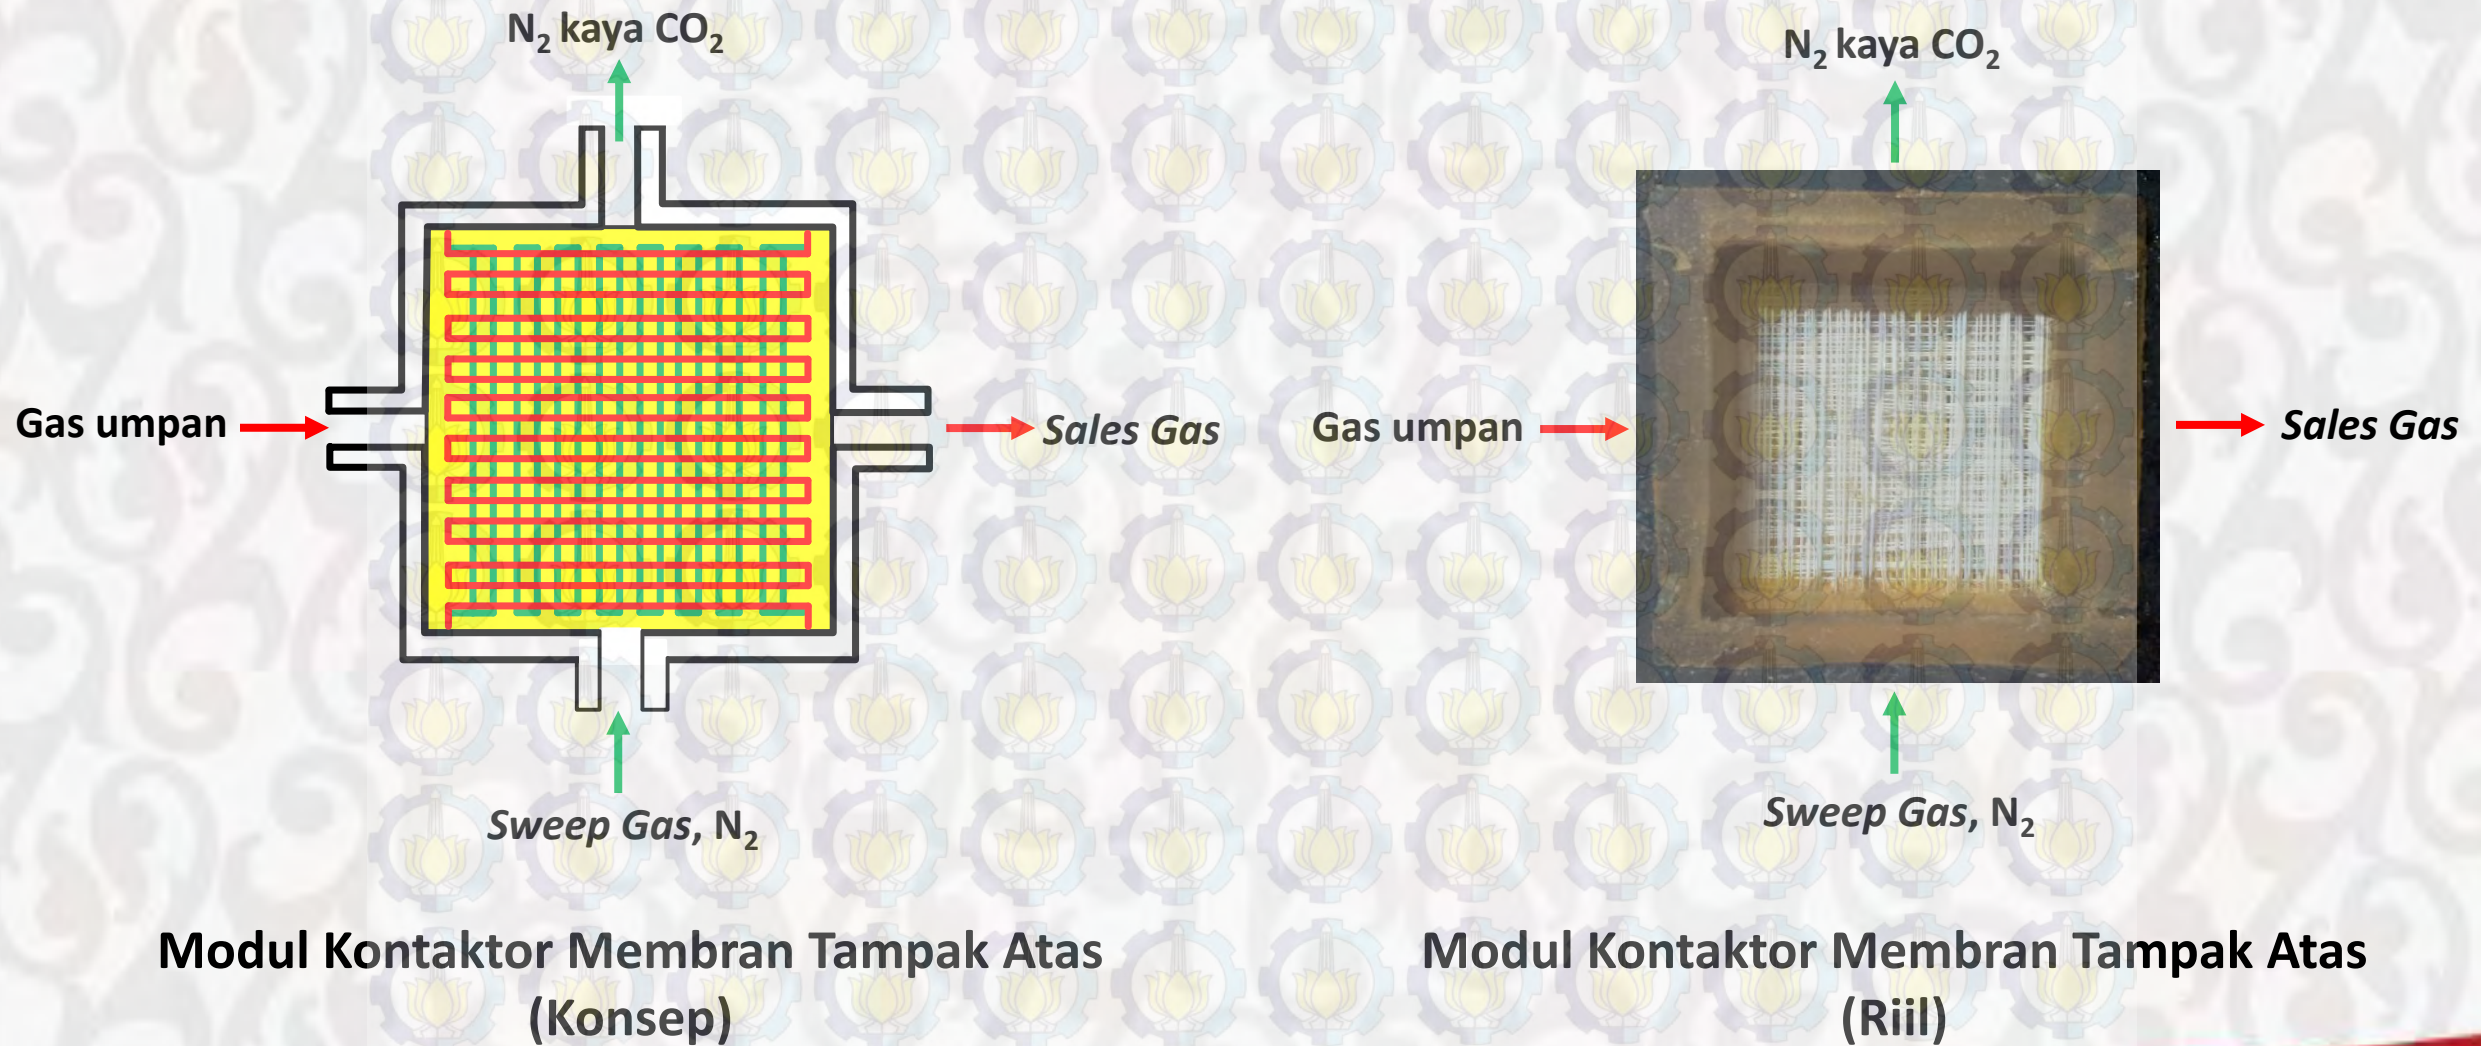 N₂ kaya CO₂
Gas umpan
Sales Gas
Sweep Gas, N₂
Modul Kontaktor Membran Tampak Atas
(Konsep)
N₂ kaya CO₂
Gas umpan
Sales Gas
Sweep Gas, N₂
Modul Kontaktor Membran Tampak Atas
(Riil)